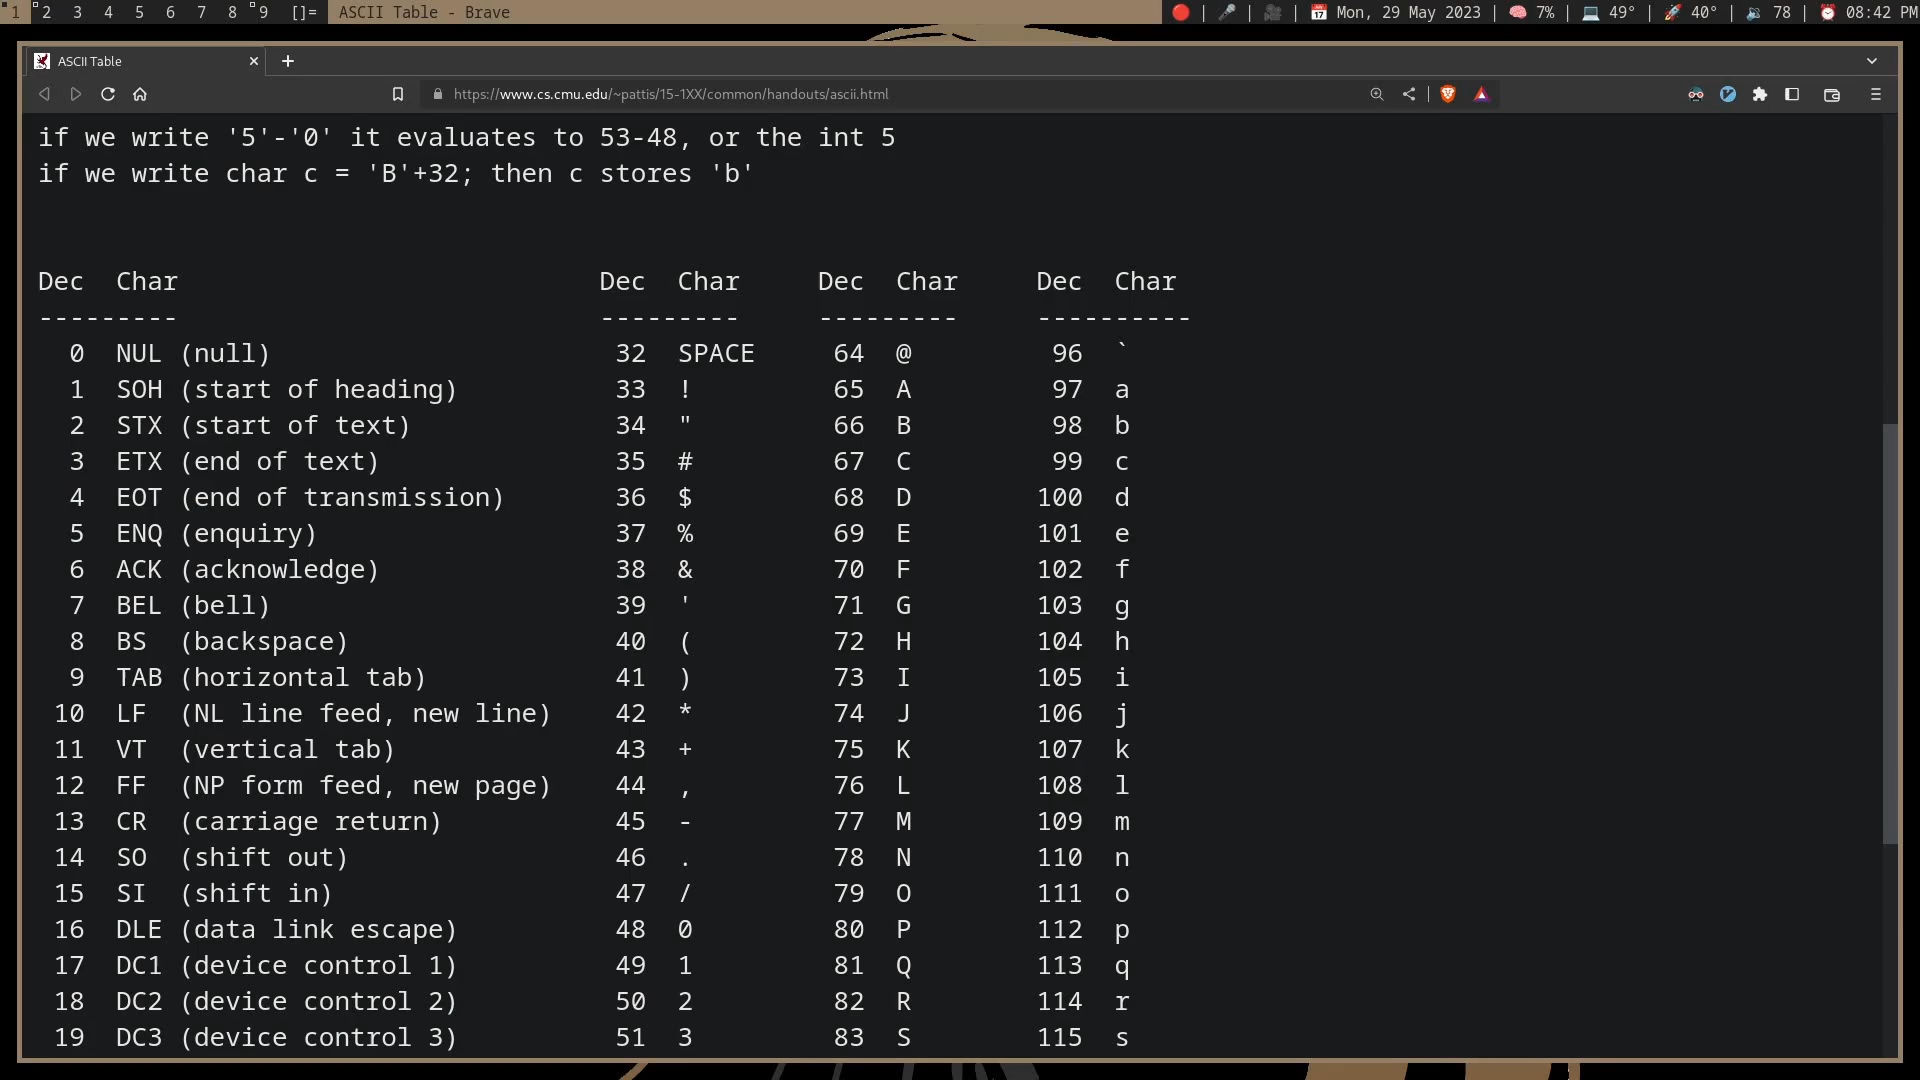 1 2 3 4 5 6 7 8 9 []= ASCII Table - Brave | | | Mon, 29 May 2023 | 7% | 49° | 40° | 78 | 08:42 PM
ASCII Table
https://www.cs.cmu.edu/~pattis/15-1XX/common/handouts/ascii.html
if we write '5'-'0' it evaluates to 53-48, or the int 5
if we write char c = 'B'+32; then c stores 'b'
Dec Char Dec Char Dec Char Dec Char
--------- --------- --------- ----------
0 NUL (null) 32 SPACE 64 @ 96 `
1 SOH (start of heading) 33 ! 65 A 97 a
2 STX (start of text) 34 " 66 B 98 b
3 ETX (end of text) 35 # 67 C 99 c
4 EOT (end of transmission) 36 $ 68 D 100 d
5 ENQ (enquiry) 37 % 69 E 101 e
6 ACK (acknowledge) 38 & 70 F 102 f
7 BEL (bell) 39 ' 71 G 103 g
8 BS (backspace) 40 ( 72 H 104 h
9 TAB (horizontal tab) 41 ) 73 I 105 i
10 LF (NL line feed, new line) 42 * 74 J 106 j
11 VT (vertical tab) 43 + 75 K 107 k
12 FF (NP form feed, new page) 44 , 76 L 108 l
13 CR (carriage return) 45 - 77 M 109 m
14 SO (shift out) 46 . 78 N 110 n
15 SI (shift in) 47 / 79 O 111 o
16 DLE (data link escape) 48 0 80 P 112 p
17 DC1 (device control 1) 49 1 81 Q 113 q
18 DC2 (device control 2) 50 2 82 R 114 r
19 DC3 (device control 3) 51 3 83 S 115 s